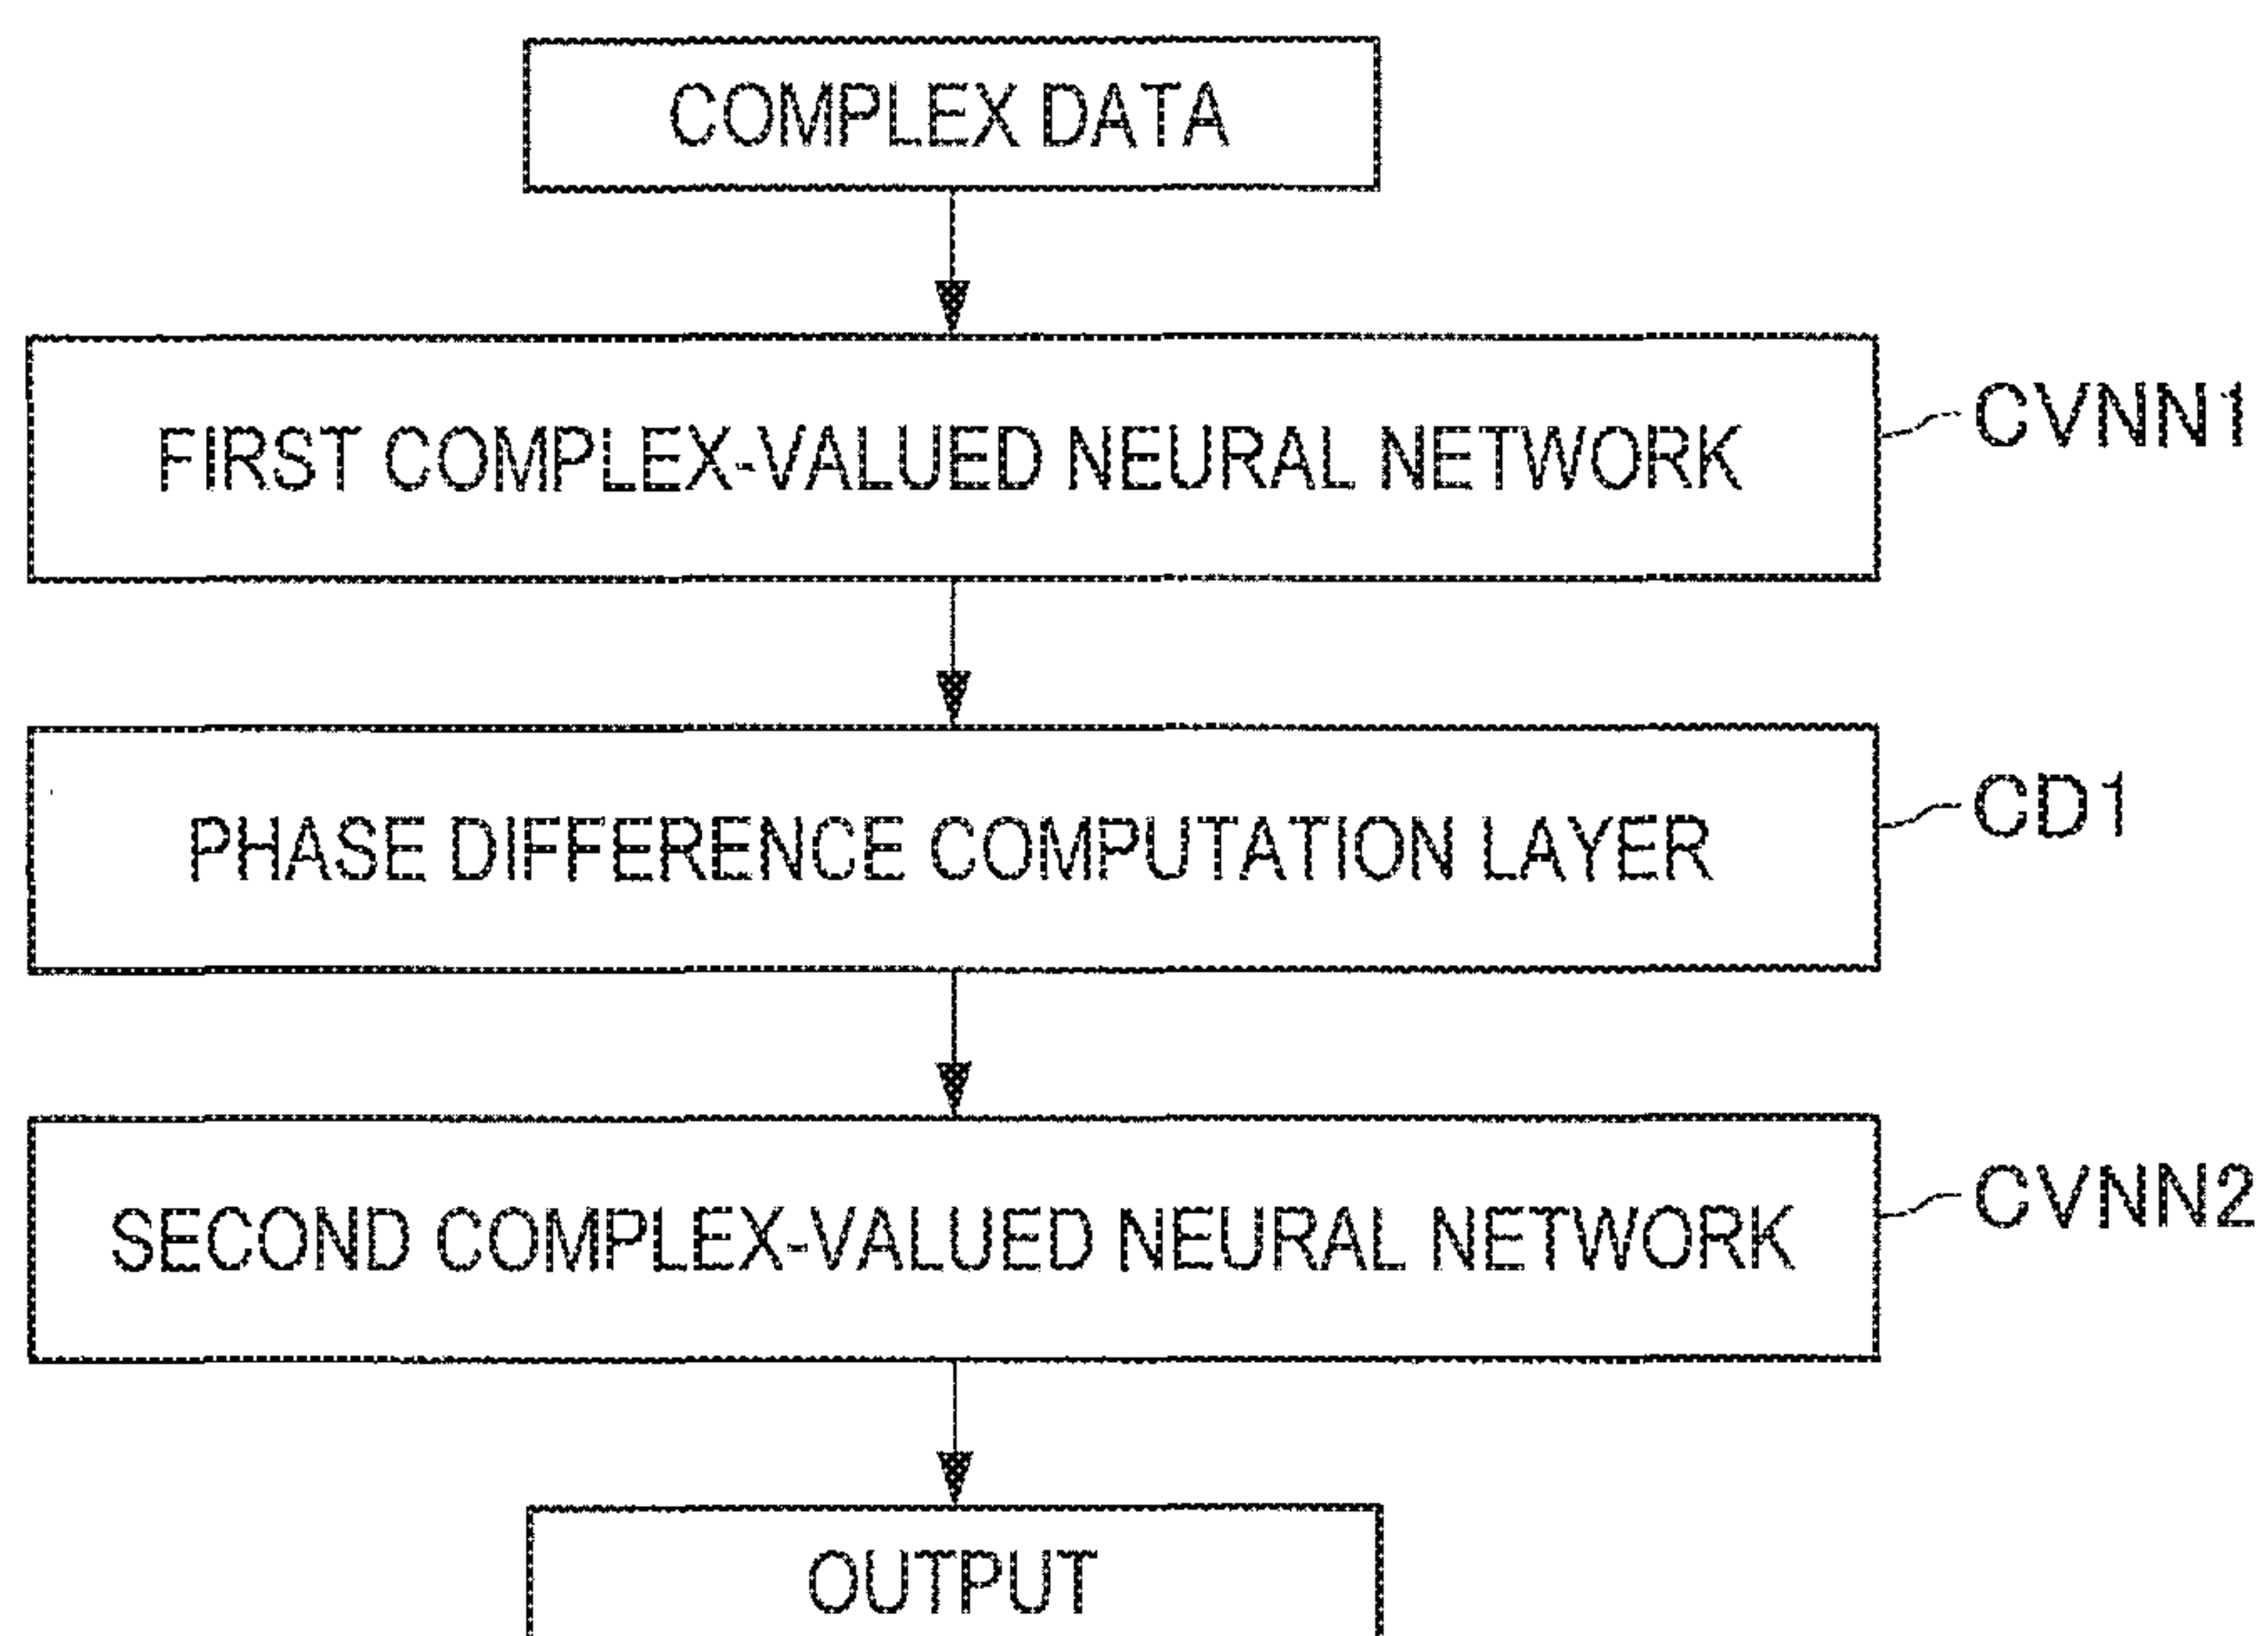 COMPLEX DATA
FIRST COMPLEX-VALUED NEURAL NETWORK
CVNN1
PHASE DIFFERENCE COMPUTATION LAYER
CD1
SECOND COMPLEX-VALUED NEURAL NETWORK
CVNN2
OUTPUT